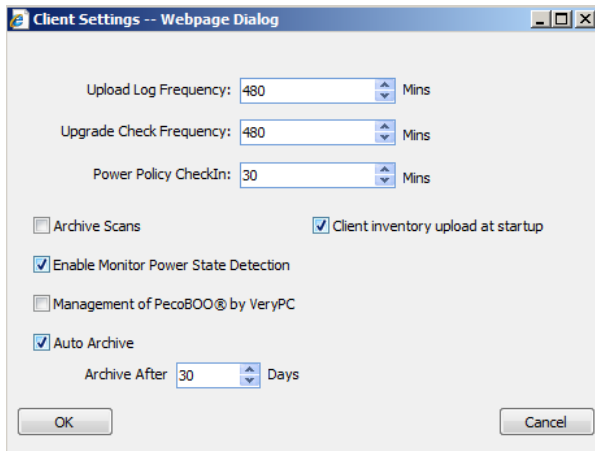 Client Settings -- Webpage Dialog
Upload Log Frequency: 480 Mins
Upgrade Check Frequency: 480 Mins
Power Policy CheckIn: 30 Mins
Archive Scans Client inventory upload at startup
Enable Monitor Power State Detection
Management of PecoBOO® by VeryPC
Auto Archive
Archive After 30 Days
OK Cancel